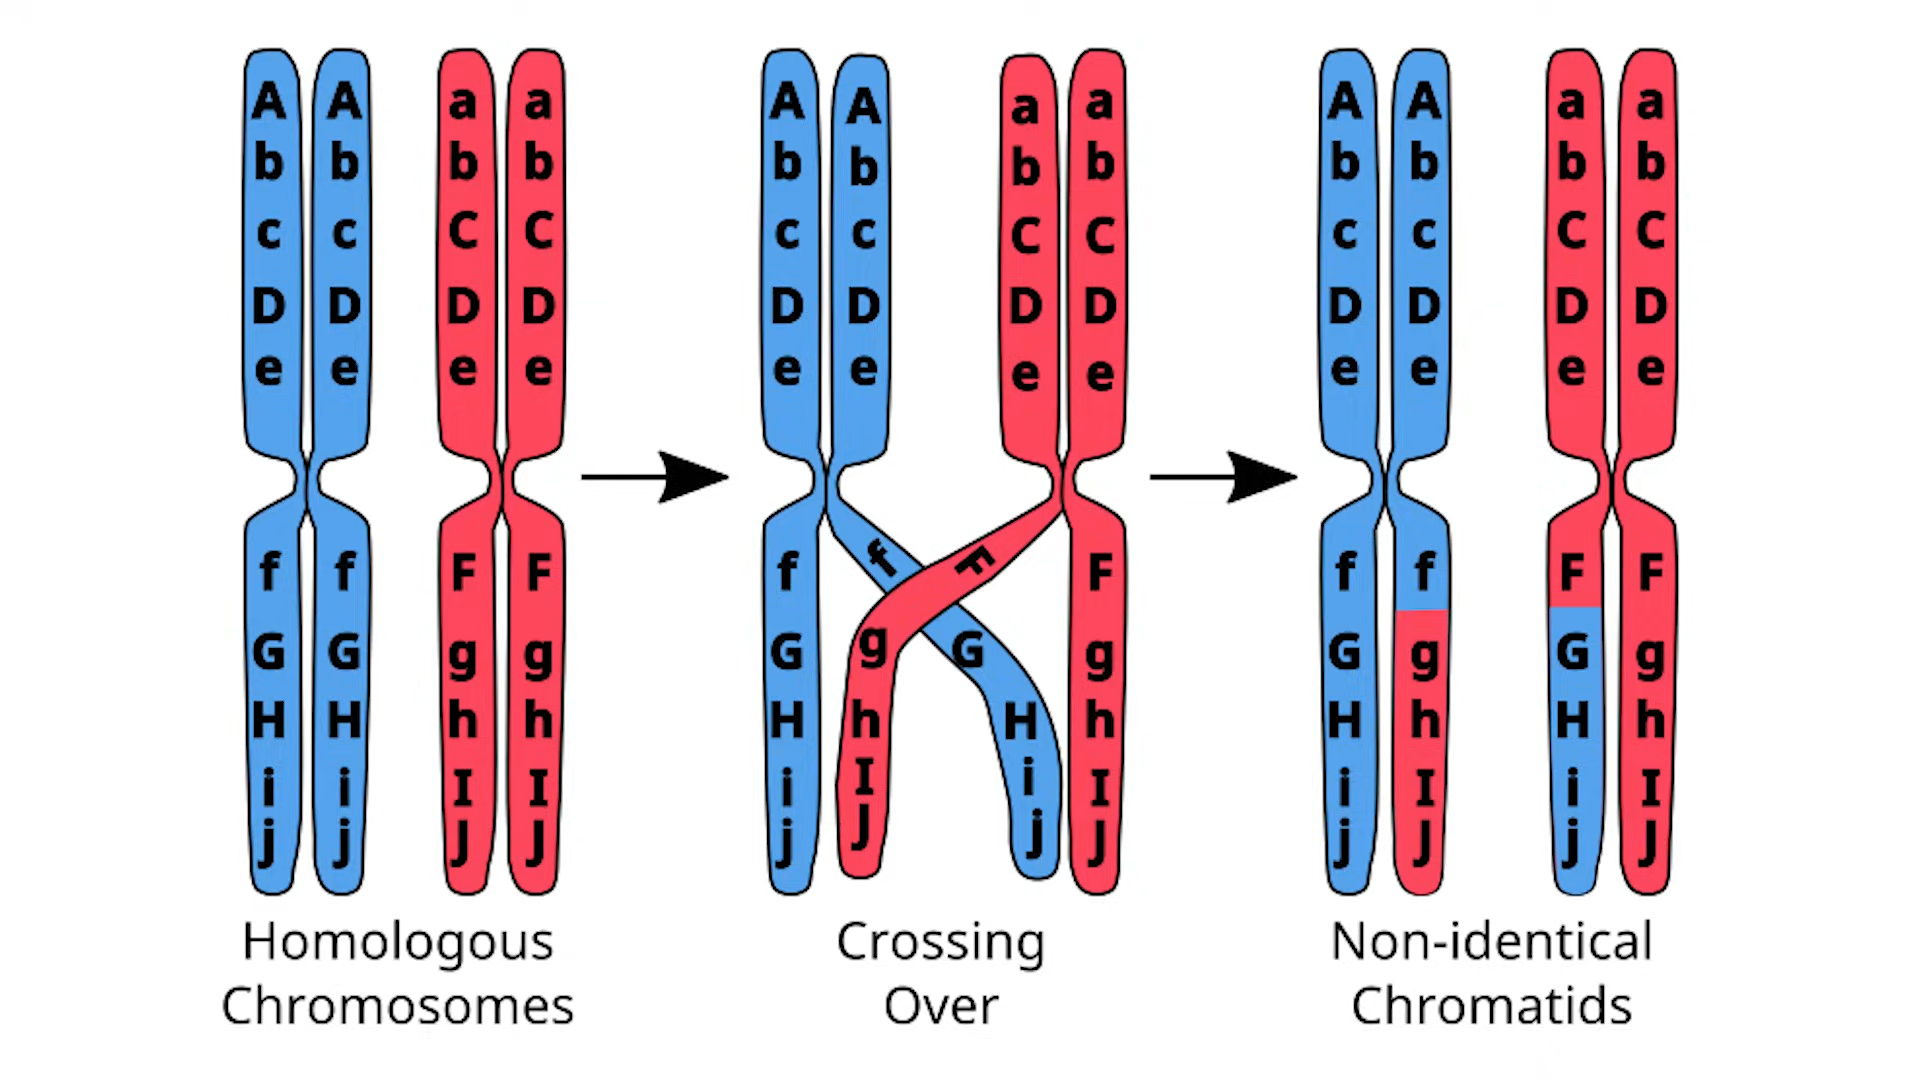 A A a a A A a a A A a a
b b b b b b b b b b b b
c c C C c c C C c c C C
D D D D D D D D D D D D
e e e e e e e e e e e e
f f F F f f F F f f F F
G G g g G g G g G g G g
H H h h H h H h H h H h
i i I I i I i I i I i I
j j J J j J j J j J j J
Homologous
Chromosomes
Crossing
Over
Non-identical
Chromatids